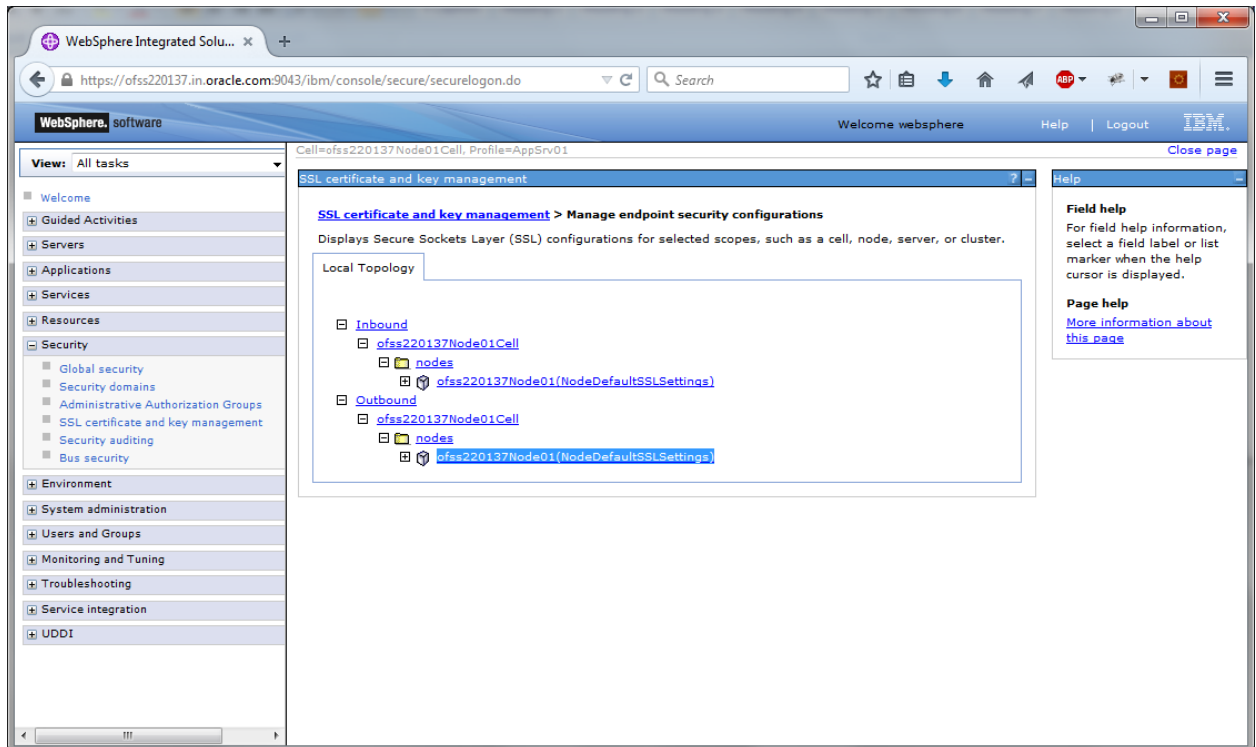 WebSphere Integrated Solu...
https://ofss220137.in.oracle.com:9043/ibm/console/secure/securelogon.do
Search
ABP
WebSphere. software
Welcome websphere
Help | Logout
IBM.
View: All tasks
Welcome
Guided Activities
Servers
Applications
Services
Resources
Security
Global security
Security domains
Administrative Authorization Groups
SSL certificate and key management
Security auditing
Bus security
Environment
System administration
Users and Groups
Monitoring and Tuning
Troubleshooting
Service integration
UDDI
Cell=ofss220137Node01Cell, Profile=AppSrv01
Close page
SSL certificate and key management
? -
SSL certificate and key management > Manage endpoint security configurations
Displays Secure Sockets Layer (SSL) configurations for selected scopes, such as a cell, node, server, or cluster.
Local Topology
Inbound
ofss220137Node01Cell
nodes
ofss220137Node01(NodeDefaultSSLSettings)
Outbound
ofss220137Node01Cell
nodes
ofss220137Node01(NodeDefaultSSLSettings)
Help
Field help
For field help information,
select a field label or list
marker when the help
cursor is displayed.
Page help
More information about
this page